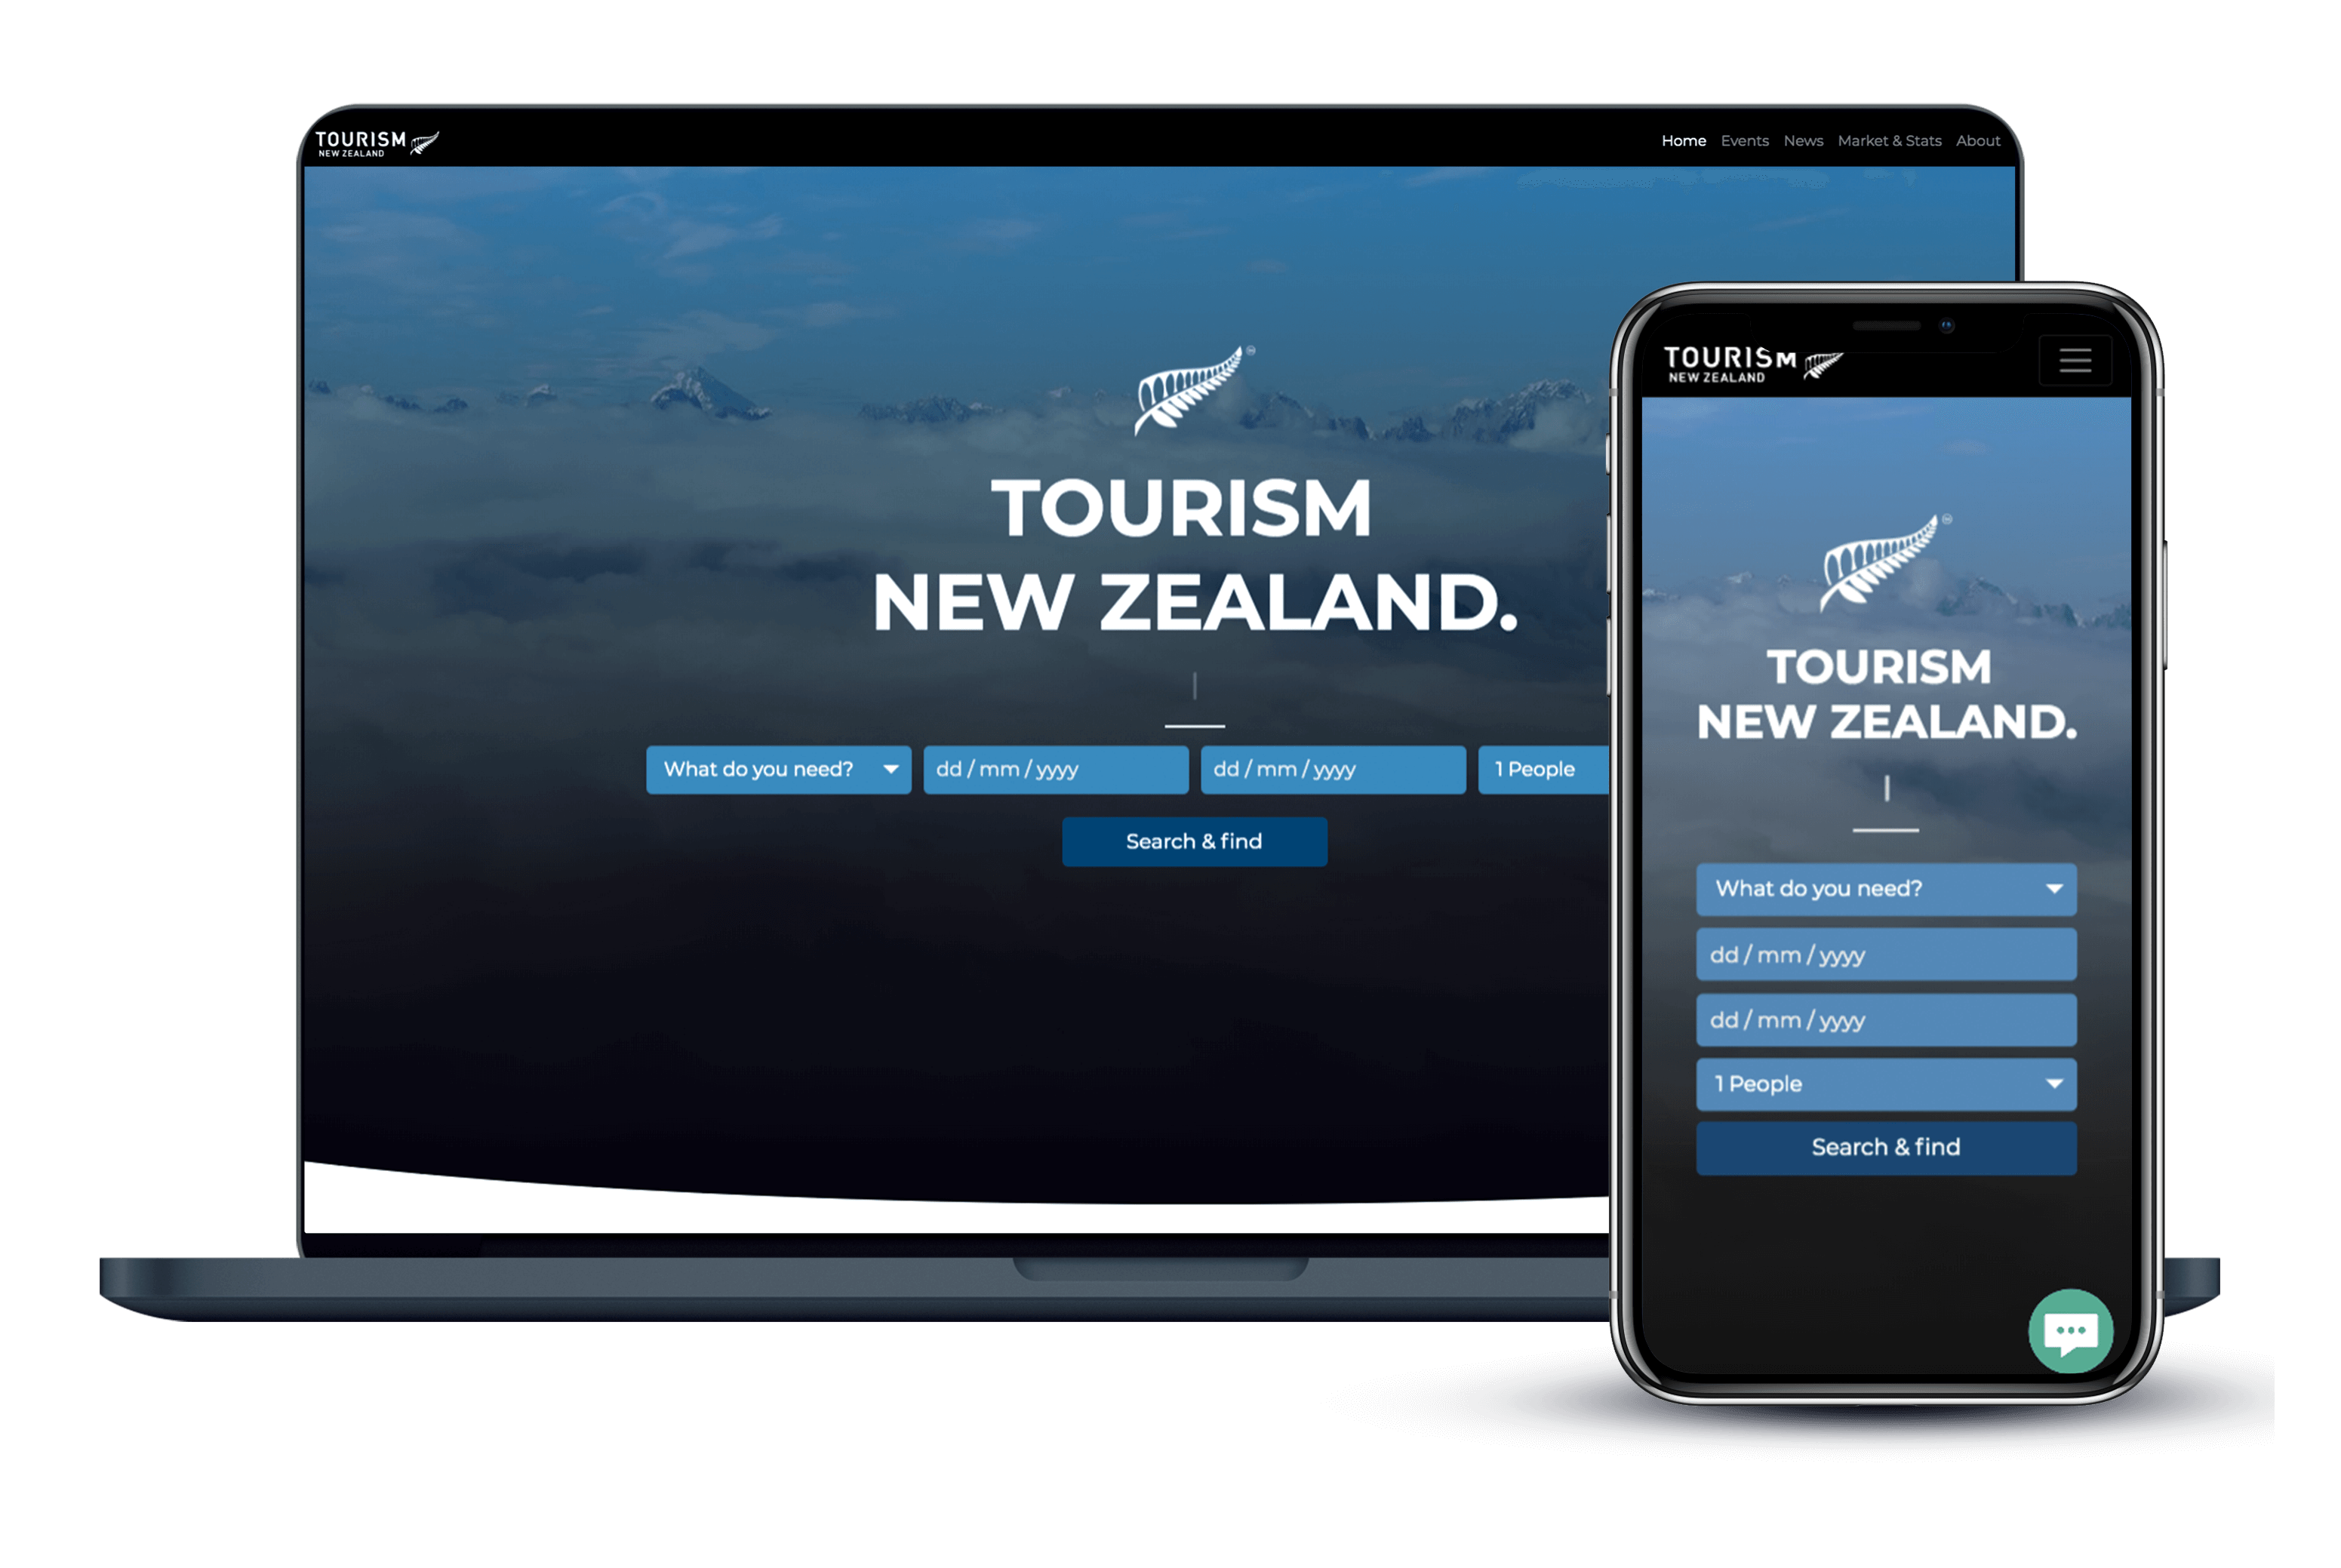 TOURISM
NEW ZEALAND
Home Events News Market & Stats About
TOURISM
NEW ZEALAND.
What do you need? dd / mm / yyyy dd / mm / yyyy 1 People
Search & find
TOURISM
NEW ZEALAND
TOURISM
NEW ZEALAND.
What do you need?
dd / mm / yyyy
dd / mm / yyyy
1 People
Search & find